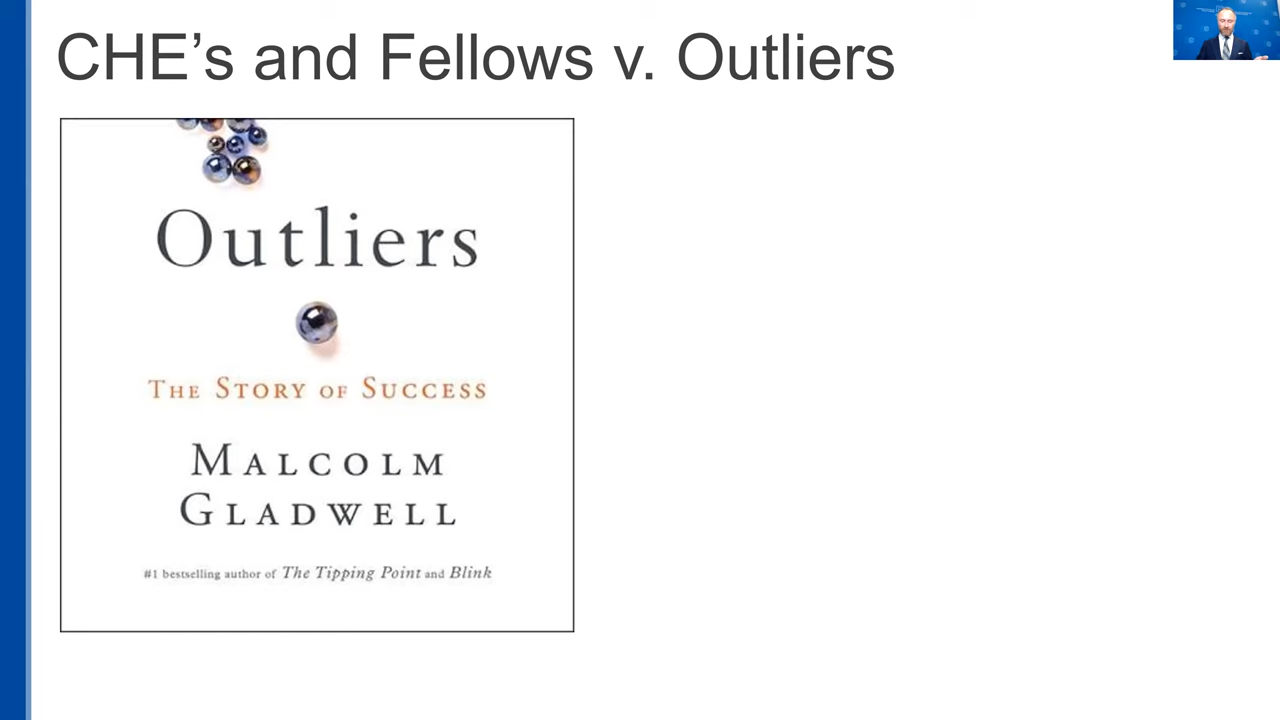 CHE’s and Fellows v. Outliers
Outliers
The Story of Success
Malcolm
Gladwell
#1 bestselling author of The Tipping Point and Blink